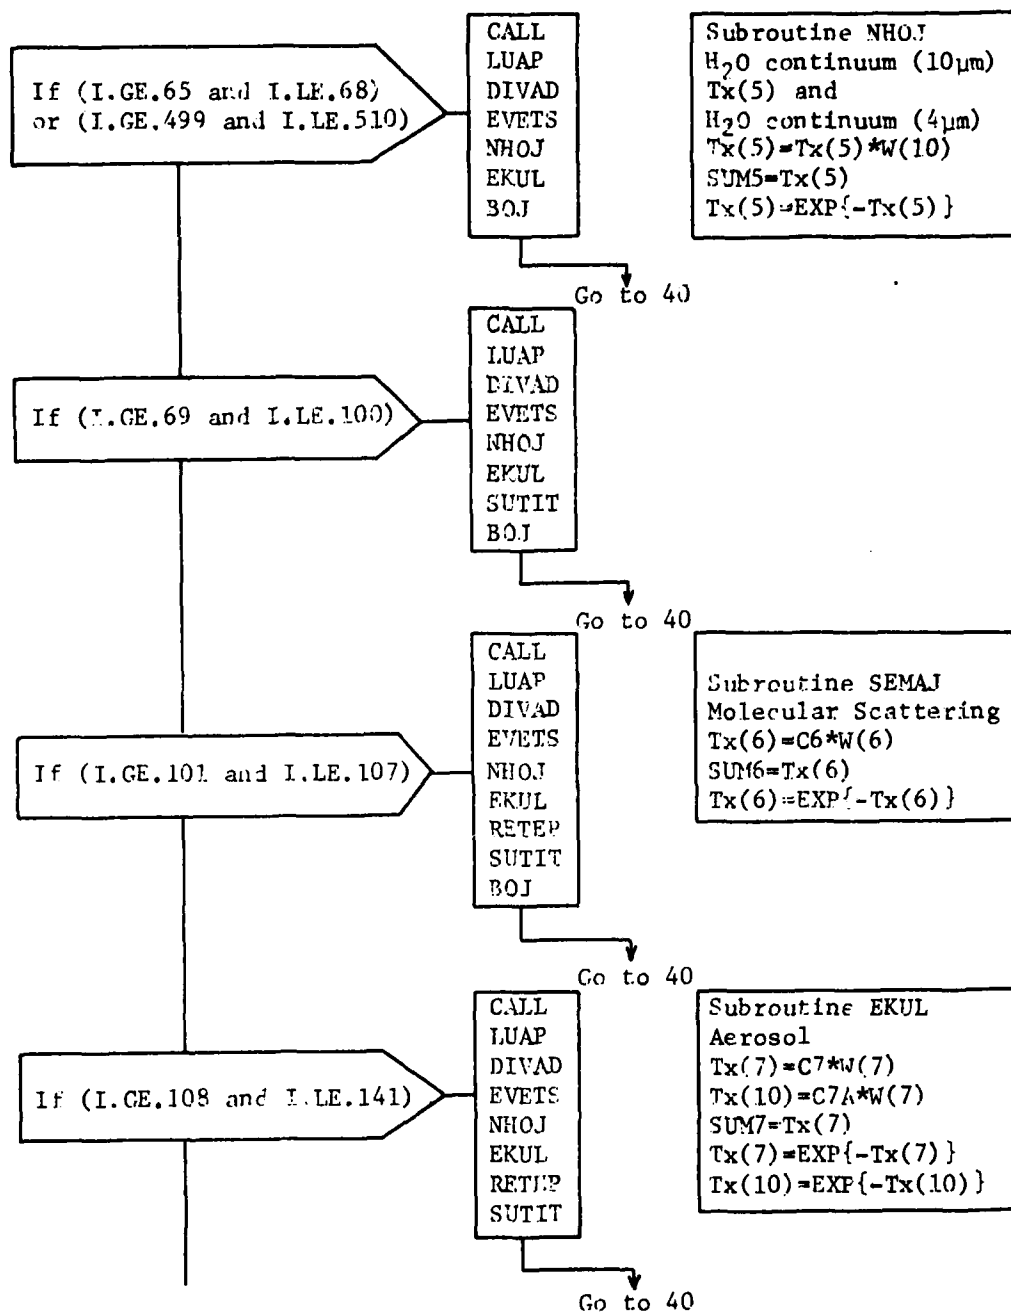 If (I.GE.65 and I.LE.68)
or (I.GE.499 and I.LE.510)
CALL
LUAP
DIVAD
EVETS
NHOJ
EKUL
BOJ
Go to 40
Subroutine NHOJ
H₂O continuum (10µm)
Tx(5) and
H₂O continuum (4µm)
Tx(5)=Tx(5)*W(10)
SUM5=Tx(5)
Tx(5)=EXP{-Tx(5)}
If (I.GE.69 and I.LE.100)
CALL
LUAP
DIVAD
EVETS
NHOJ
EKUL
SUTIT
BOJ
Go to 40
If (I.GE.101 and I.LE.107)
CALL
LUAP
DIVAD
EVETS
NHOJ
EKUL
RETEP
SUTIT
BOJ
Go to 40
Subroutine SEMAJ
Molecular Scattering
Tx(6)=C6*W(6)
SUM6=Tx(6)
Tx(6)=EXP{-Tx(6)}
If (I.GE.108 and I.LE.141)
CALL
LUAP
DIVAD
EVETS
NHOJ
EKUL
RETEP
SUTIT
Go to 40
Subroutine EKUL
Aerosol
Tx(7)=C7*W(7)
Tx(10)=C7A*W(7)
SUM7=Tx(7)
Tx(7)=EXP{-Tx(7)}
Tx(10)=EXP{-Tx(10)}